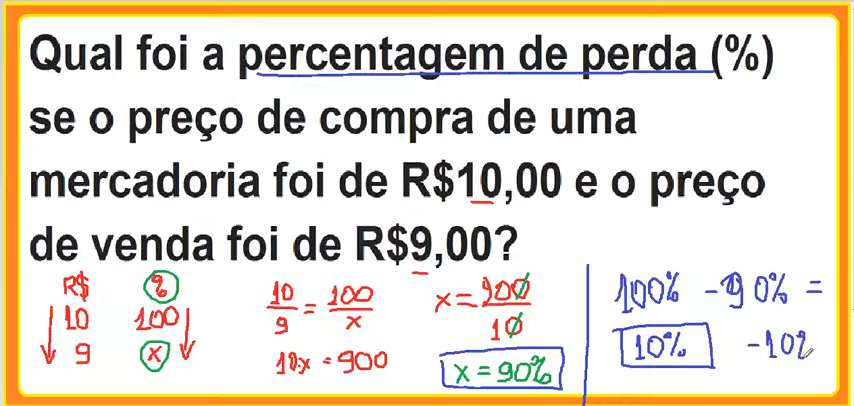 Qual foi a percentagem de perda (%)
se o preço de compra de uma
mercadoria foi de R$10,00 e o preço
de venda foi de R$9,00?
R$ %
10 100
9 x
10/9 = 100/x
10x = 900
x = 900/10
x = 90%
100% - 90% =
10% -10%